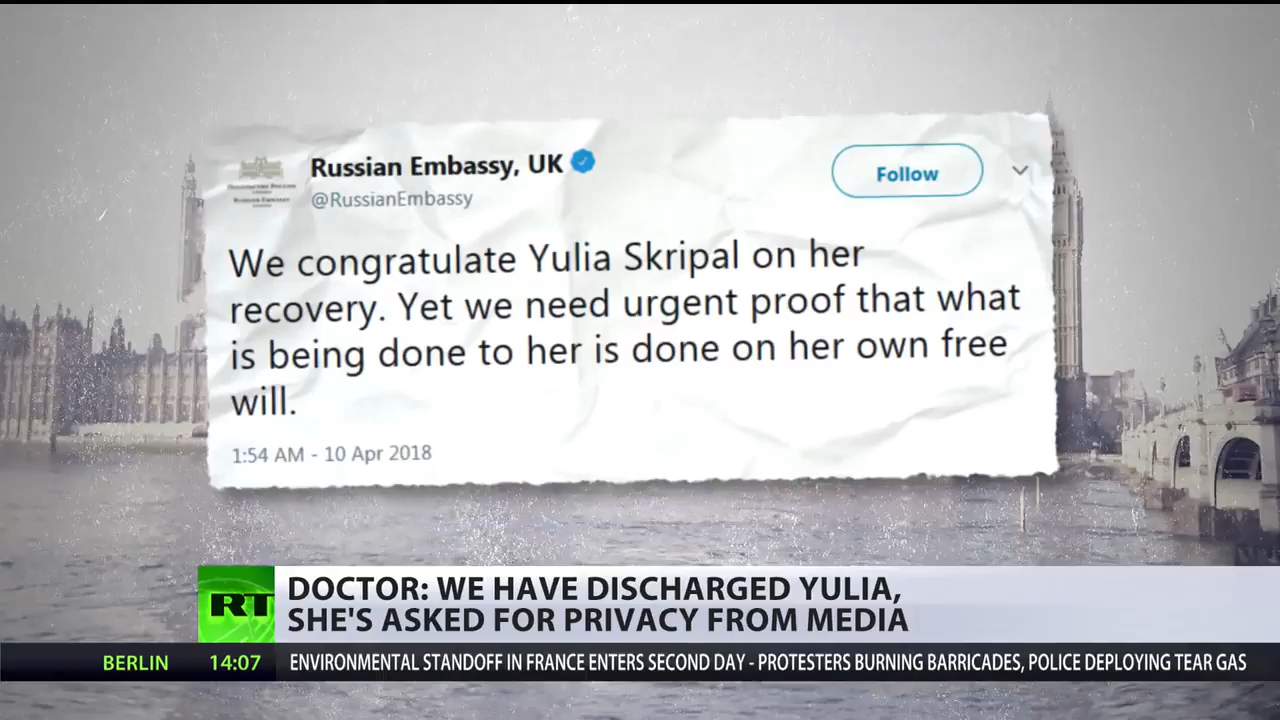 Russian Embassy, UK
@RussianEmbassy
Follow
We congratulate Yulia Skripal on her
recovery. Yet we need urgent proof that what
is being done to her is done on her own free
will.
1:54 AM - 10 Apr 2018
RT
DOCTOR: WE HAVE DISCHARGED YULIA,
SHE'S ASKED FOR PRIVACY FROM MEDIA
BERLIN 14:07 ENVIRONMENTAL STANDOFF IN FRANCE ENTERS SECOND DAY - PROTESTERS BURNING BARRICADES, POLICE DEPLOYING TEAR GAS